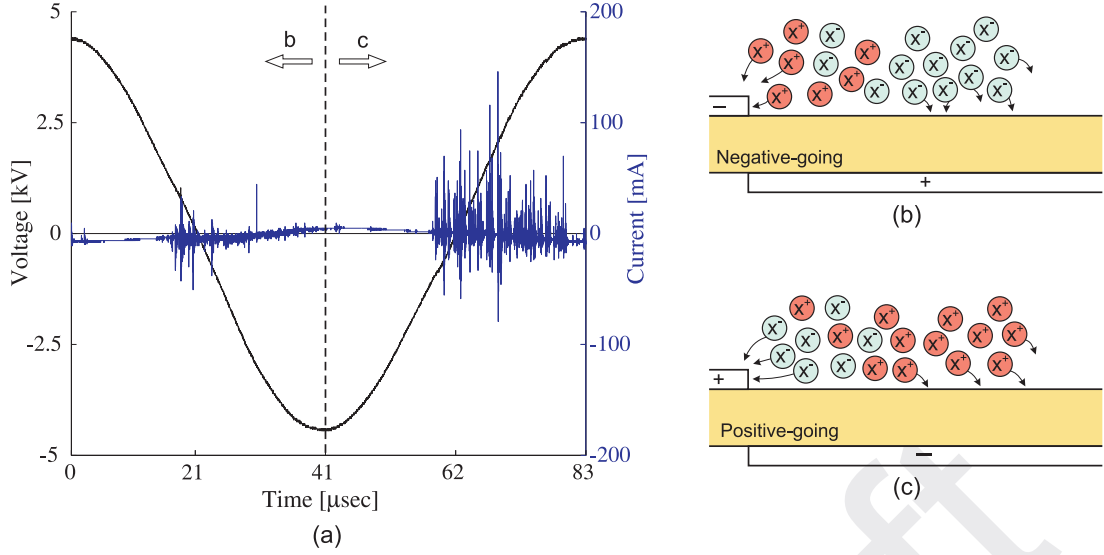 5
2.5
0
-2.5
-5
Voltage [kV]
b
c
200
100
0
-100
-200
Current [mA]
0
21
41
62
83
Time [μsec]
(a)
X⁺ X⁺ X⁻ X⁺ X⁺ X⁻ X⁺ X⁺ X⁺ X⁻ X⁻ X⁻ X⁻ X⁻ X⁻ X⁻ X⁻ X⁻ X⁻ X⁻
−
Negative-going
+
(b)
X⁻ X⁻ X⁻ X⁺ X⁻ X⁻ X⁺ X⁻ X⁻ X⁺ X⁺ X⁺ X⁺ X⁺ X⁺ X⁺ X⁺ X⁺ X⁺ X⁺
+
Positive-going
−
(c)